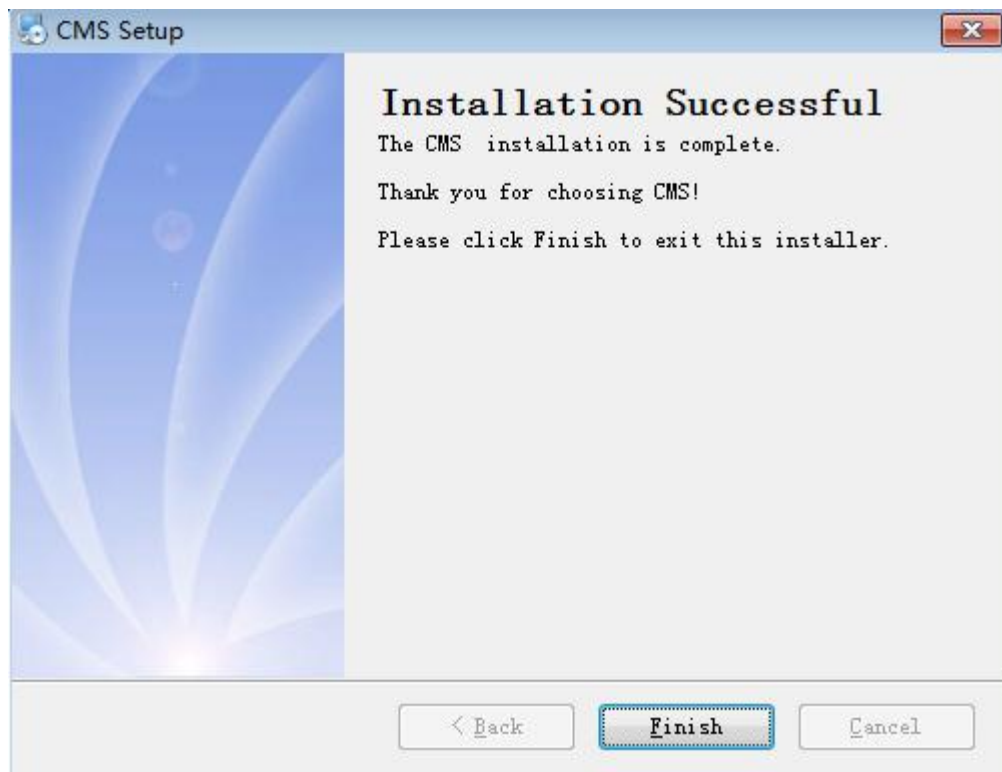 CMS Setup
Installation Successful
The CMS  installation is complete.
Thank you for choosing CMS!
Please click Finish to exit this installer.
< Back
Finish
Cancel